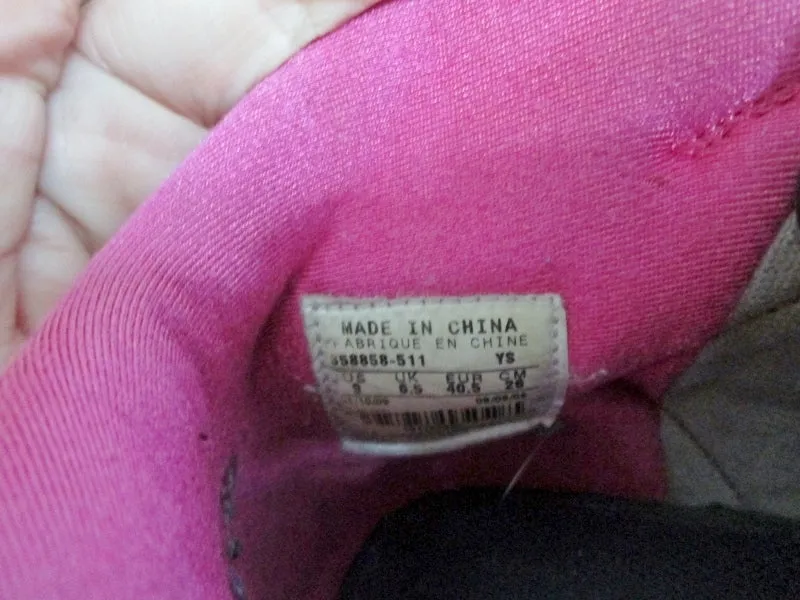 MADE IN CHINA
FABRIQUE EN CHINE
358858-511 YS
US UK EUR CM
9 6.5 40.5 26